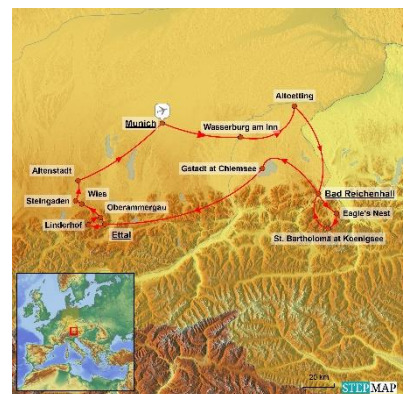 Altoetting
Munich
Wasserburg am Inn
Gstadt at Chiemsee
Altenstadt
Bad Reichenhall
Wies
Steingaden
Oberammergau
Eagle's Nest
Linderhof
Ettal
St. Bartholomä at Koenigsee
20 km
STEPMAP